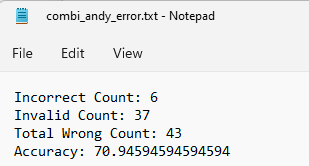 combi_andy_error.txt - Notepad
File Edit View
Incorrect Count: 6
Invalid Count: 37
Total Wrong Count: 43
Accuracy: 70.94594594594594